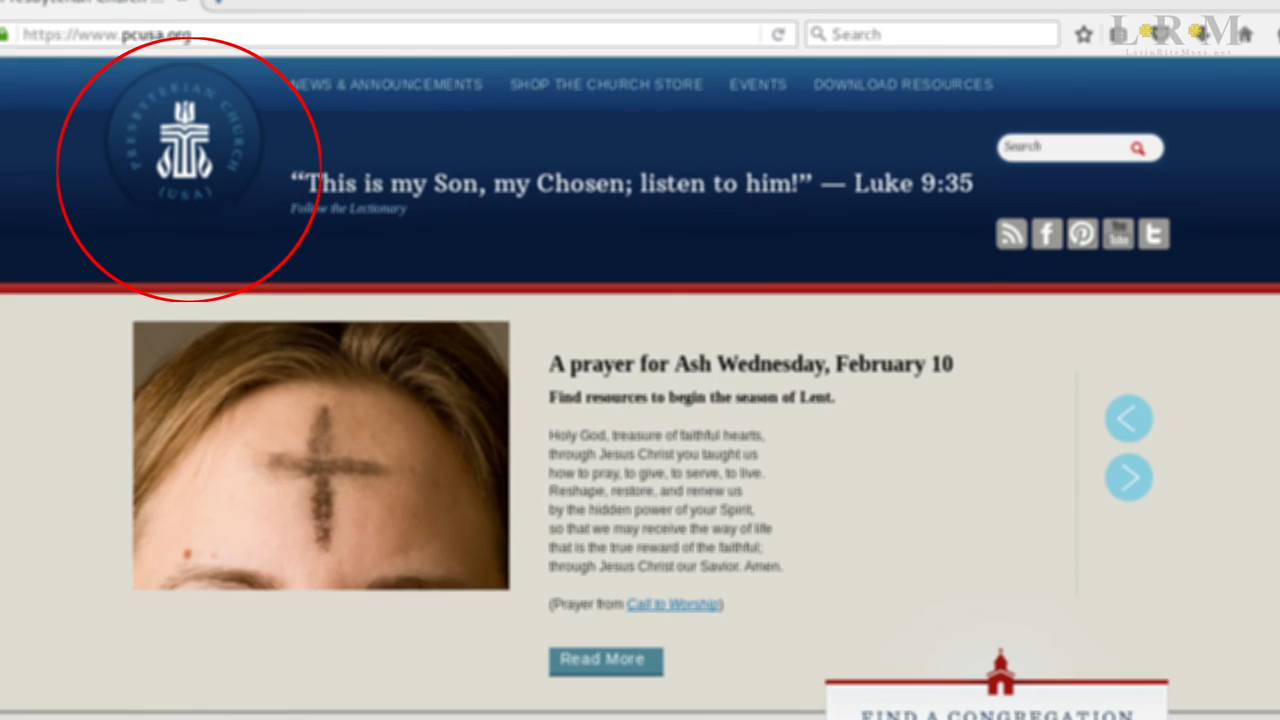 https://www.pcusa.org
Search
L R M
LatinRiteMass.net
NEWS & ANNOUNCEMENTS SHOP THE CHURCH STORE EVENTS DOWNLOAD RESOURCES
PRESBYTERIAN CHURCH
(USA)
Search
“This is my Son, my Chosen; listen to him!” — Luke 9:35
Follow the Lectionary
A prayer for Ash Wednesday, February 10
Find resources to begin the season of Lent.
Holy God, treasure of faithful hearts,
through Jesus Christ you taught us
how to pray, to give, to serve, to live.
Reshape, restore, and renew us
by the hidden power of your Spirit,
so that we may receive the way of life
that is the true reward of the faithful;
through Jesus Christ our Savior. Amen.
(Prayer from Call to Worship)
Read More
FIND A CONGREGATION